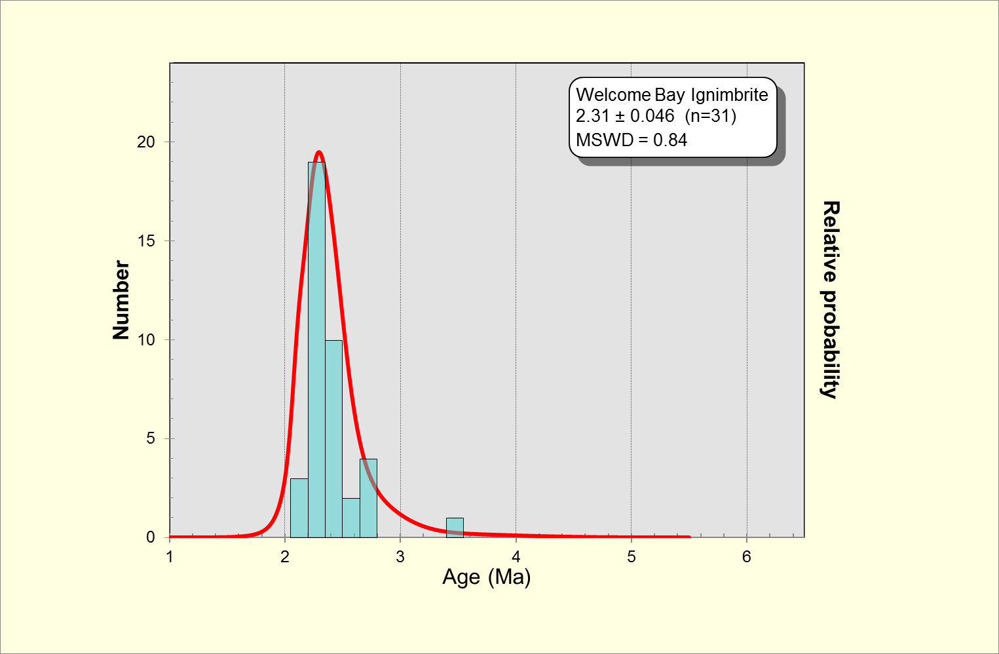 Welcome Bay Ignimbrite
2.31 ± 0.046 (n=31)
MSWD = 0.84
20
15
10
5
0
Number
Relative probability
1 2 3 4 5 6
Age (Ma)